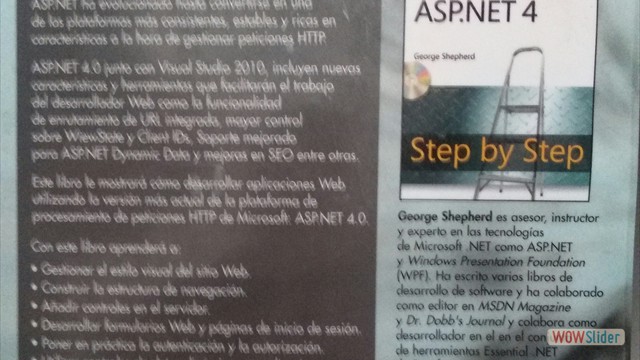 ASP.NET ha evolucionado hasta convertirse en una
de las plataformas más consistentes, estables y ricas en
características a la hora de gestionar peticiones HTTP.
ASP.NET 4.0 junto con Visual Studio 2010, incluyen nuevas
características y herramientas que facilitarán el trabajo
del desarrollador Web como la funcionalidad
de enrutamiento de URL integrada, mayor control
sobre WiewState y Client IDs, Soporte mejorado
para ASP.NET Dynamic Data y mejoras en SEO entre otras.
Este libro le mostrará cómo desarrollar aplicaciones Web
utilizando la versión más actual de la plataforma de
procesamiento de peticiones HTTP de Microsoft: ASP.NET 4.0.
Con este libro aprenderá a:
• Gestionar el estilo visual del sitio Web.
• Construir la estructura de navegación.
• Añadir controles en el servidor.
• Desarrollar formularios Web y páginas de inicio de sesión.
• Poner en práctica la autenticación y la autorización.
ASP.NET 4
George Shepherd
Step by Step
George Shepherd es asesor, instructor
y experto en las tecnologías
de Microsoft .NET como ASP.NET
y Windows Presentation Foundation
(WPF). Ha escrito varios libros de
desarrollo de software y ha colaborado
como editor en MSDN Magazine
y Dr. Dobb's Journal y colabora como
desarrollador en el en el con
de herramientas Essential .NET
WOWSlider